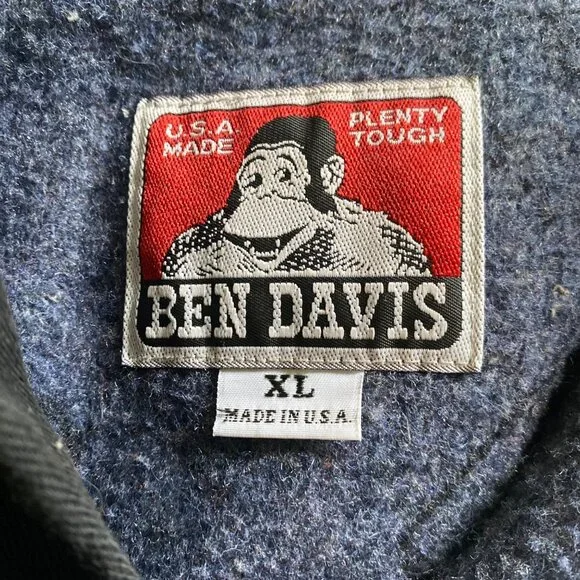 U.S.A. PLENTY
MADE TOUGH
BEN DAVIS
XL
MADE IN U.S.A.